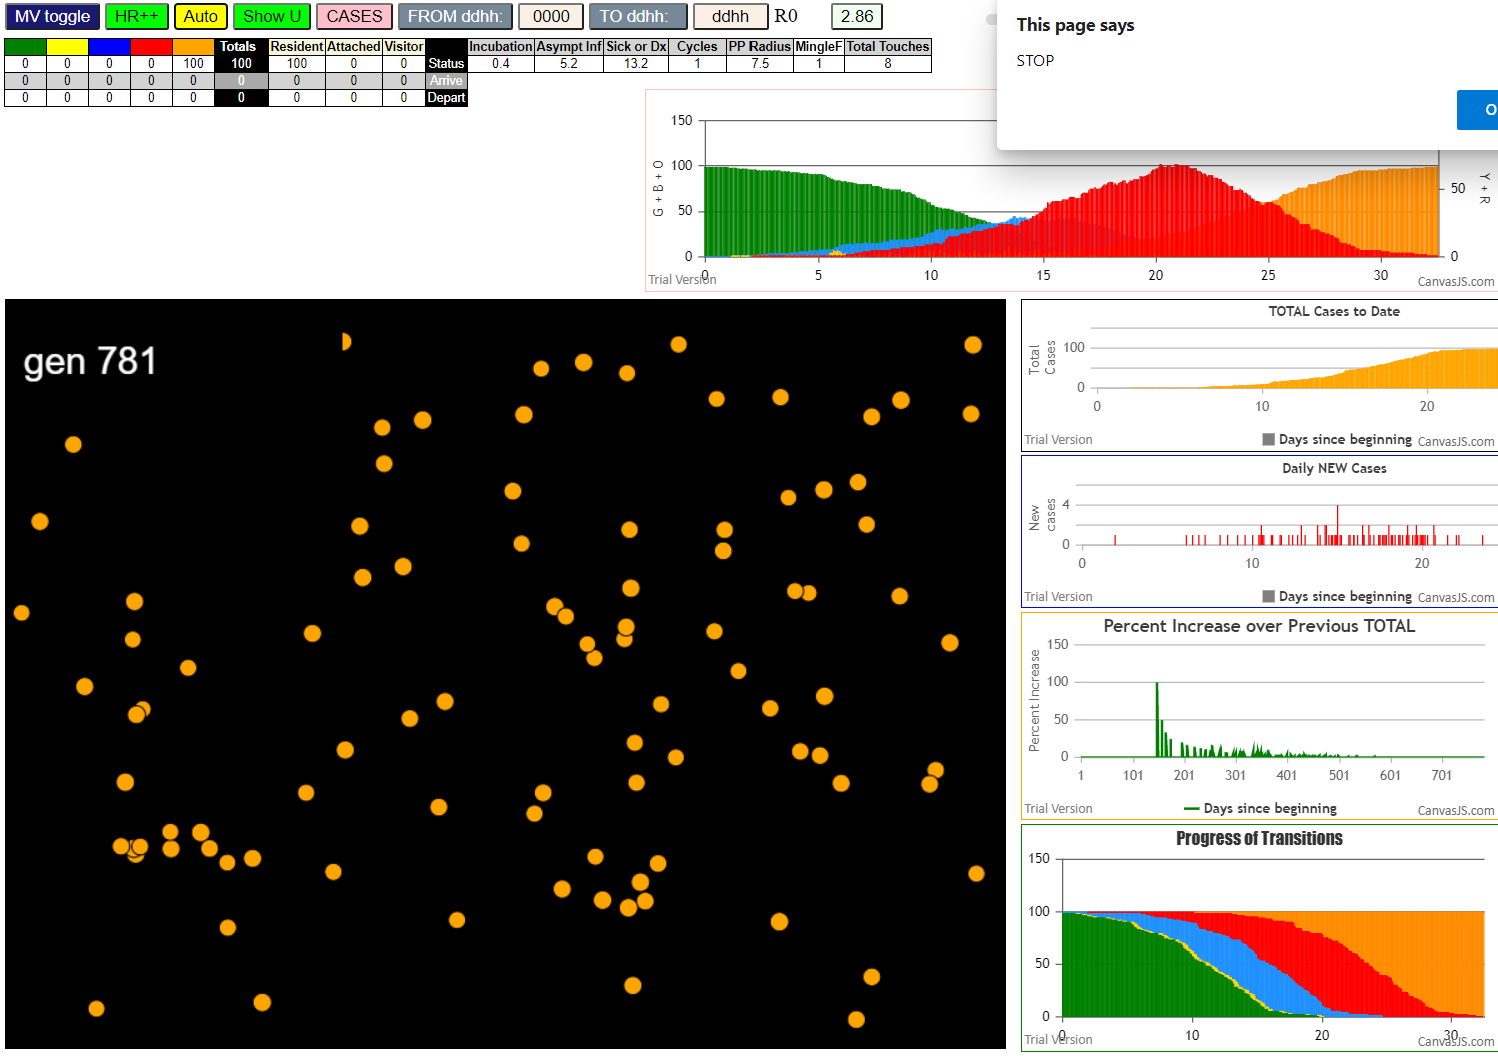 MV toggle HR++ Auto Show U CASES FROM ddhh: 0000 TO ddhh: ddhh R0 2.86
This page says
STOP
O
Totals Resident Attached Visitor Incubation Asympt Inf Sick or Dx Cycles PP Radius MingleF Total Touches
0 0 0 0 100 100 100 0 0 Status 0.4 5.2 13.2 1 7.5 1 8
0 0 0 0 0 0 0 0 0 Arrive
0 0 0 0 0 0 0 0 0 Depart
G + B + O
150
100
50
0
50
0
Y + R
0 5 10 15 20 25 30
Trial Version
CanvasJS.com
gen 781
TOTAL Cases to Date
Total Cases
100
0
0 10 20
Days since beginning
Trial Version
CanvasJS.com
Daily NEW Cases
New cases
4
0
0 10 20
Days since beginning
Trial Version
CanvasJS.com
Percent Increase over Previous TOTAL
Percent Increase
150
100
50
0
1 101 201 301 401 501 601 701
Days since beginning
Trial Version
CanvasJS.com
Progress of Transitions
150
100
50
0
0 10 20 30
Trial Version
CanvasJS.com